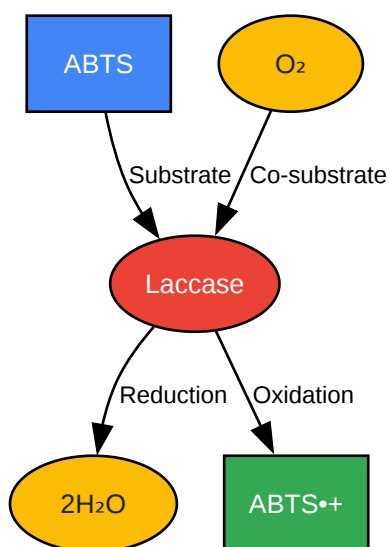 ABTS
O₂
Substrate
Co-substrate
Laccase
Reduction
Oxidation
2H₂O
ABTS•+